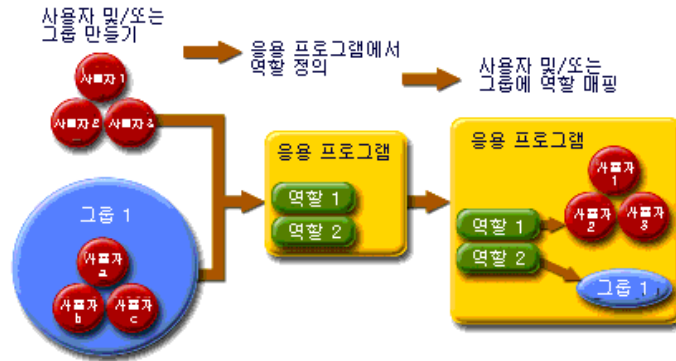 사용자 및/또는
그룹 만들기
응용 프로그램에서
역할 정의
사용자 및/또는
그룹에 역할 매핑
사용자 1
사용자 2
사용자 3
그룹 1
사용자
a
사용자
b
사용자
c
응용 프로그램
역할 1
역할 2
응용 프로그램
사용자
1
사용자
2
사용자
3
역할 1
역할 2
그룹 1